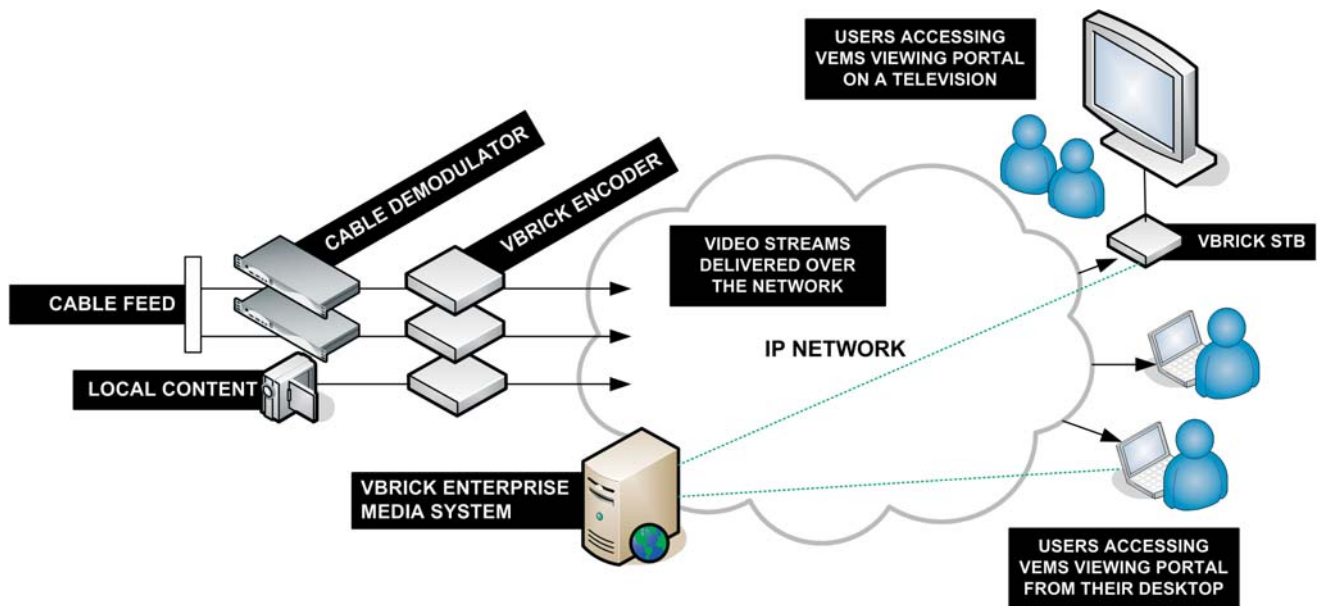 USERS ACCESSING
VEMS VIEWING PORTAL
ON A TELEVISION
CABLE DEMODULATOR
VBRICK ENCODER
VIDEO STREAMS
DELIVERED OVER
THE NETWORK
VBRICK STB
CABLE FEED
IP NETWORK
LOCAL CONTENT
VBRICK ENTERPRISE
MEDIA SYSTEM
USERS ACCESSING
VEMS VIEWING PORTAL
FROM THEIR DESKTOP